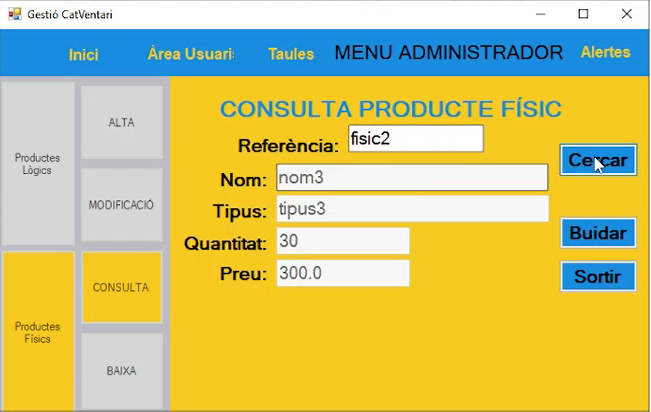 Gestió CatVentari
Inici
Àrea Usuari
Taules
MENU ADMINISTRADOR
Alertes
Productes
Lògics
Productes
Físics
ALTA
MODIFICACIÓ
CONSULTA
BAIXA
CONSULTA PRODUCTE FÍSIC
Referència: fisic2
Nom: nom3
Tipus: tipus3
Quantitat: 30
Preu: 300.0
Cercar
Buidar
Sortir